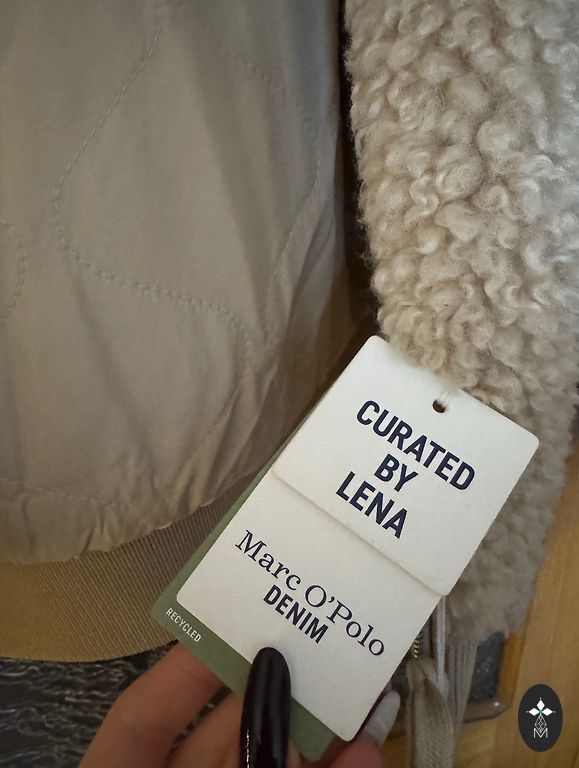 CURATED
BY
LENA
Marc O'Polo
DENIM
RECYCLED